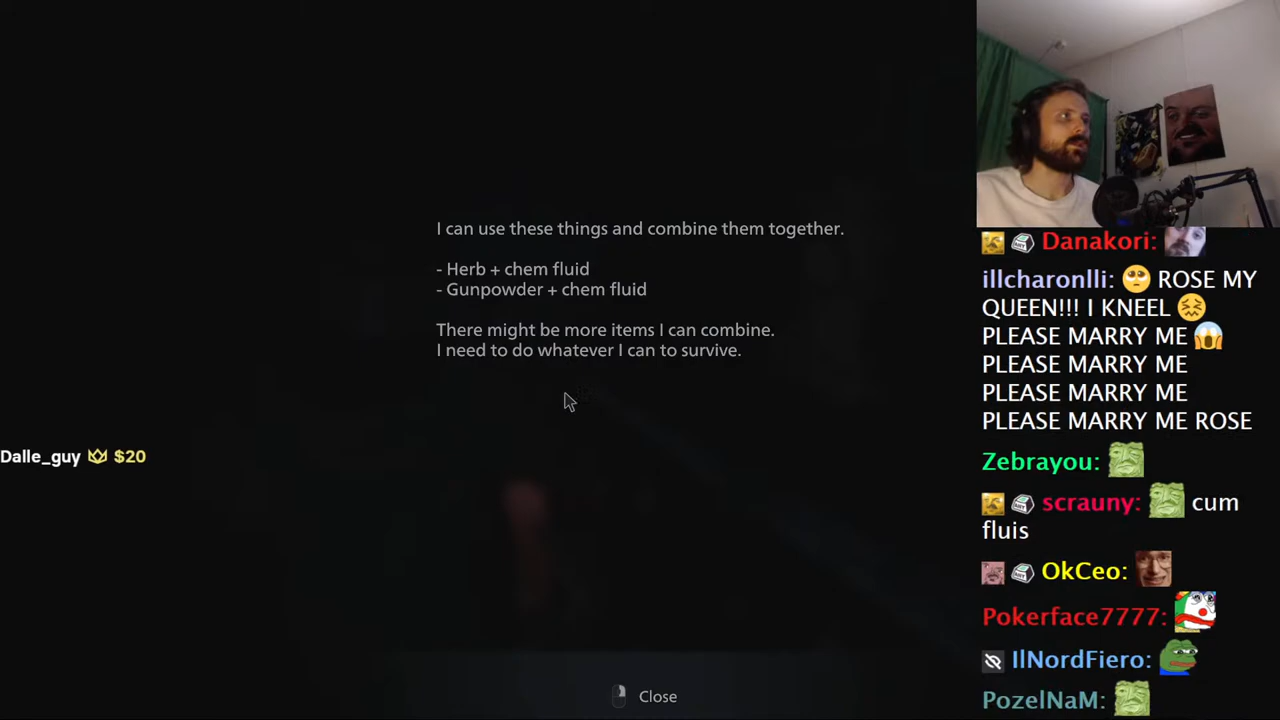 I can use these things and combine them together.
- Herb + chem fluid
- Gunpowder + chem fluid
There might be more items I can combine.
I need to do whatever I can to survive.
Dalle_guy $20
Close
Danakori:
illcharonlli: 🥺 ROSE MY
QUEEN!!! I KNEEL 😖
PLEASE MARRY ME 😱
PLEASE MARRY ME
PLEASE MARRY ME
PLEASE MARRY ME ROSE
Zebrayou:
scrauny: cum
fluis
OkCeo:
Pokerface7777:
IlNordFiero:
PozelNaM: